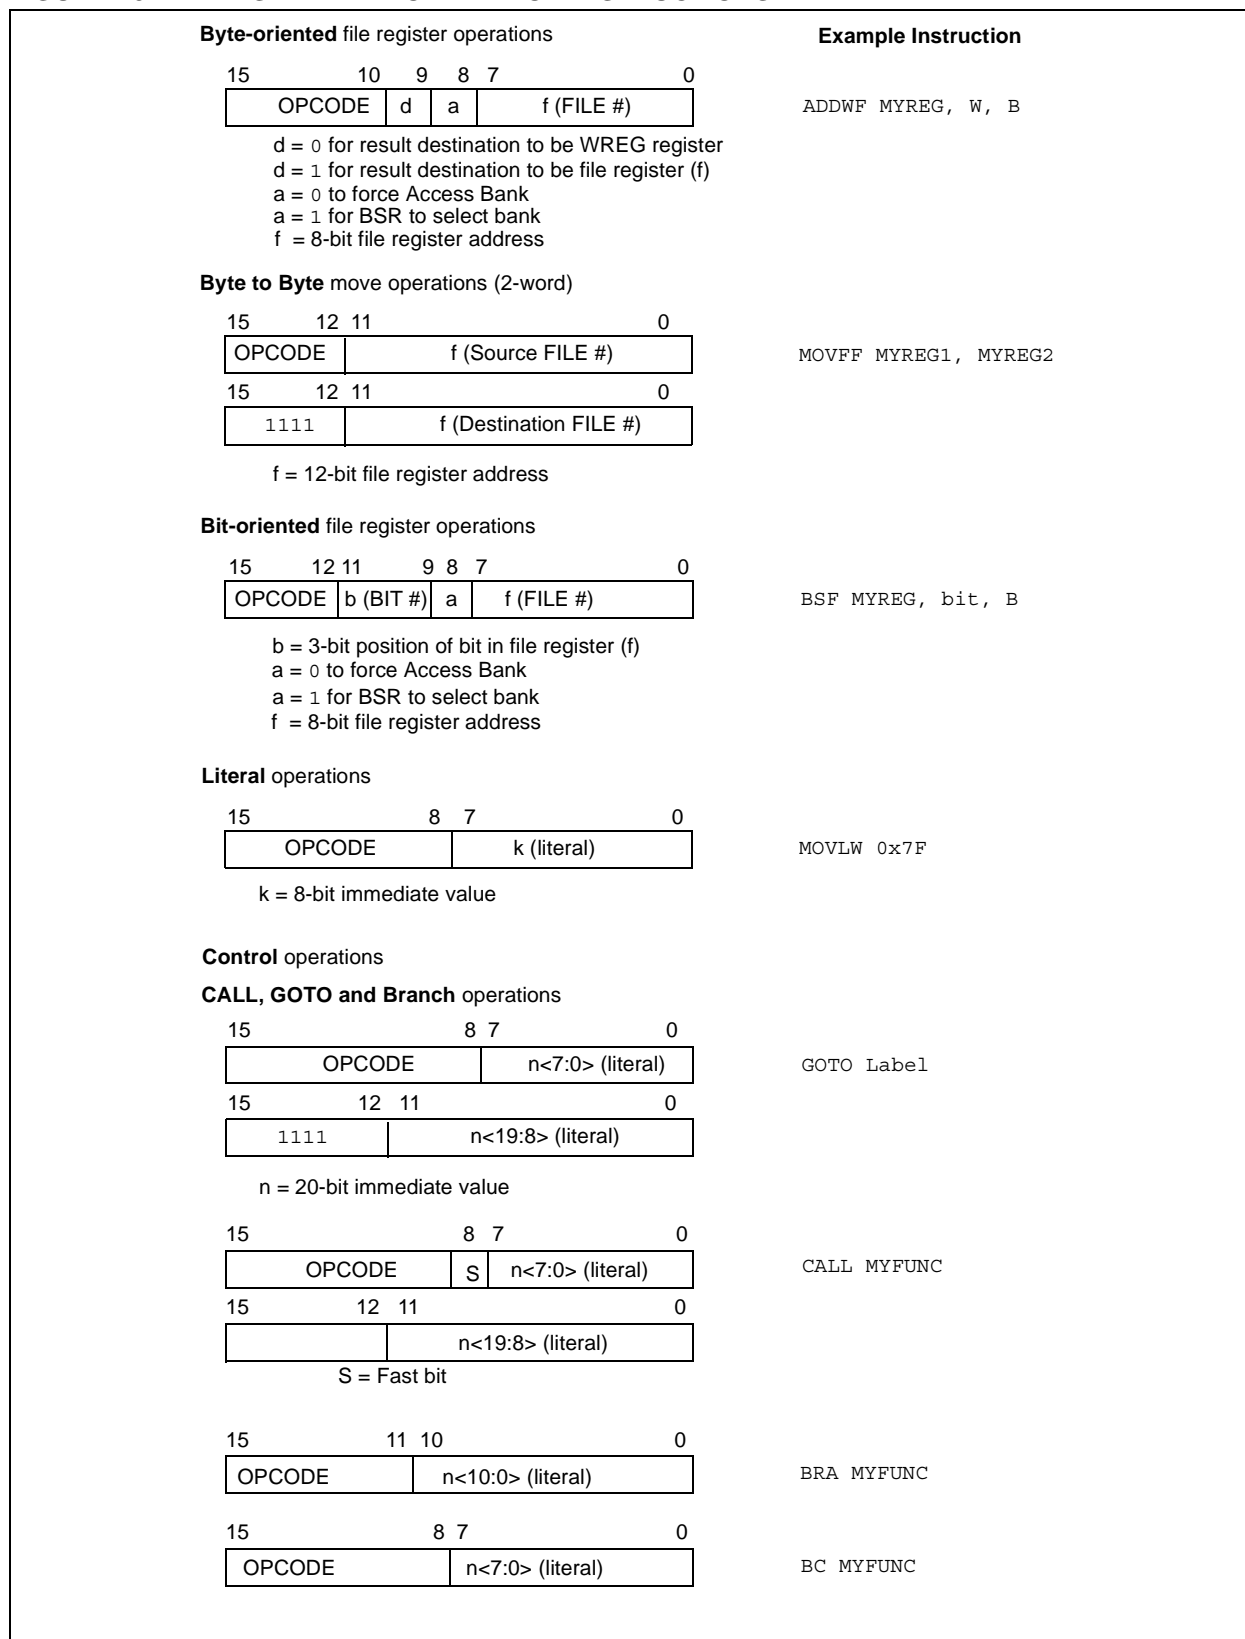 Byte-oriented file register operations
Example Instruction
15 10 9 8 7 0
OPCODE d a f (FILE #)
ADDWF MYREG, W, B
d = 0 for result destination to be WREG register
d = 1 for result destination to be file register (f)
a = 0 to force Access Bank
a = 1 for BSR to select bank
f = 8-bit file register address
Byte to Byte move operations (2-word)
15 12 11 0
OPCODE f (Source FILE #)
MOVFF MYREG1, MYREG2
15 12 11 0
1111 f (Destination FILE #)
f = 12-bit file register address
Bit-oriented file register operations
15 12 11 9 8 7 0
OPCODE b (BIT #) a f (FILE #)
BSF MYREG, bit, B
b = 3-bit position of bit in file register (f)
a = 0 to force Access Bank
a = 1 for BSR to select bank
f = 8-bit file register address
Literal operations
15 8 7 0
OPCODE k (literal)
MOVLW 0x7F
k = 8-bit immediate value
Control operations
CALL, GOTO and Branch operations
15 8 7 0
OPCODE n<7:0> (literal)
GOTO Label
15 12 11 0
1111 n<19:8> (literal)
n = 20-bit immediate value
15 8 7 0
OPCODE S n<7:0> (literal)
CALL MYFUNC
15 12 11 0
n<19:8> (literal)
S = Fast bit
15 11 10 0
OPCODE n<10:0> (literal)
BRA MYFUNC
15 8 7 0
OPCODE n<7:0> (literal)
BC MYFUNC